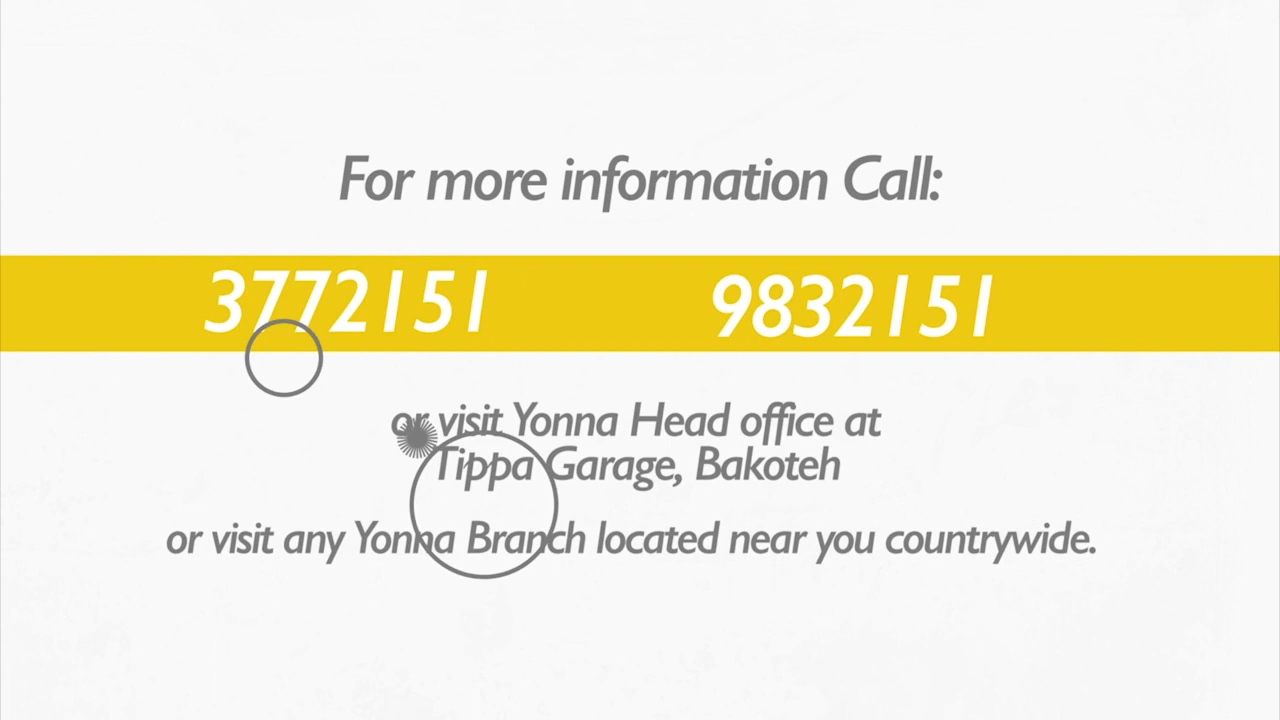 For more information Call:
3772151 9832151
or visit Yonna Head office at
Tippa Garage, Bakoteh
or visit any Yonna Branch located near you countrywide.